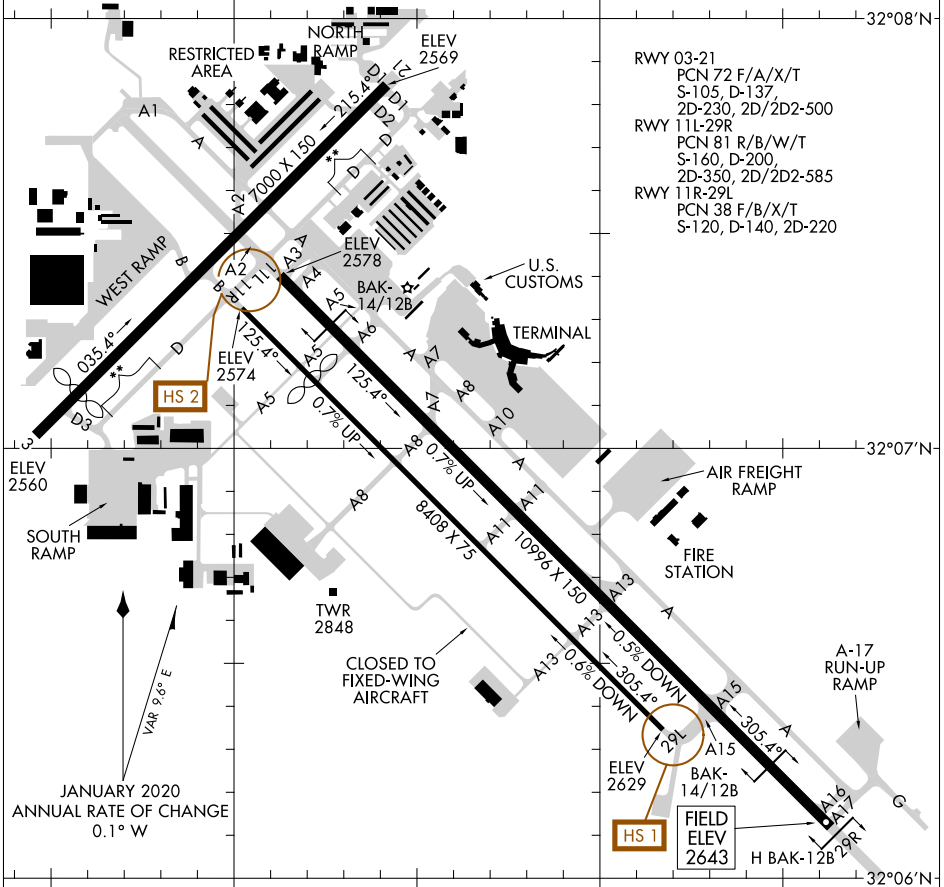 32°08'N
NORTH
RAMP
RESTRICTED
AREA
ELEV
2569
21
D1
D1
D2
D
D
A1
A
A2
7000 X 150
215.4°
**
RWY 03-21
PCN 72 F/A/X/T
S-105, D-137,
2D-230, 2D/2D2-500
RWY 11L-29R
PCN 81 R/B/W/T
S-160, D-200,
2D-350, 2D/2D2-585
RWY 11R-29L
PCN 38 F/B/X/T
S-120, D-140, 2D-220
WEST RAMP
B
B
A2
11L
11R
A3
A
A4
ELEV
2578
BAK-
14/12B
U.S.
CUSTOMS
TERMINAL
035.4°
D
**
D3
3
ELEV
2560
HS 2
ELEV
2574
125.4°
0.7% UP
A5
A5
A5
A6
125.4°
0.7% UP
A
A7
A7
A8
A10
A
A8
A8
A11
A11
8408 X 75
10996 X 150
32°07'N
AIR FREIGHT
RAMP
FIRE
STATION
SOUTH
RAMP
TWR
2848
CLOSED TO
FIXED-WING
AIRCRAFT
A13
A13
A13
A
0.5% DOWN
0.6% DOWN
305.4°
A15
A15
305.4°
A
A-17
RUN-UP
RAMP
VAR 9.6° E
JANUARY 2020
ANNUAL RATE OF CHANGE
0.1° W
29L
ELEV
2629
BAK-
14/12B
HS 1
FIELD
ELEV
2643
A16
A17
G
29R
H BAK-12B
32°06'N